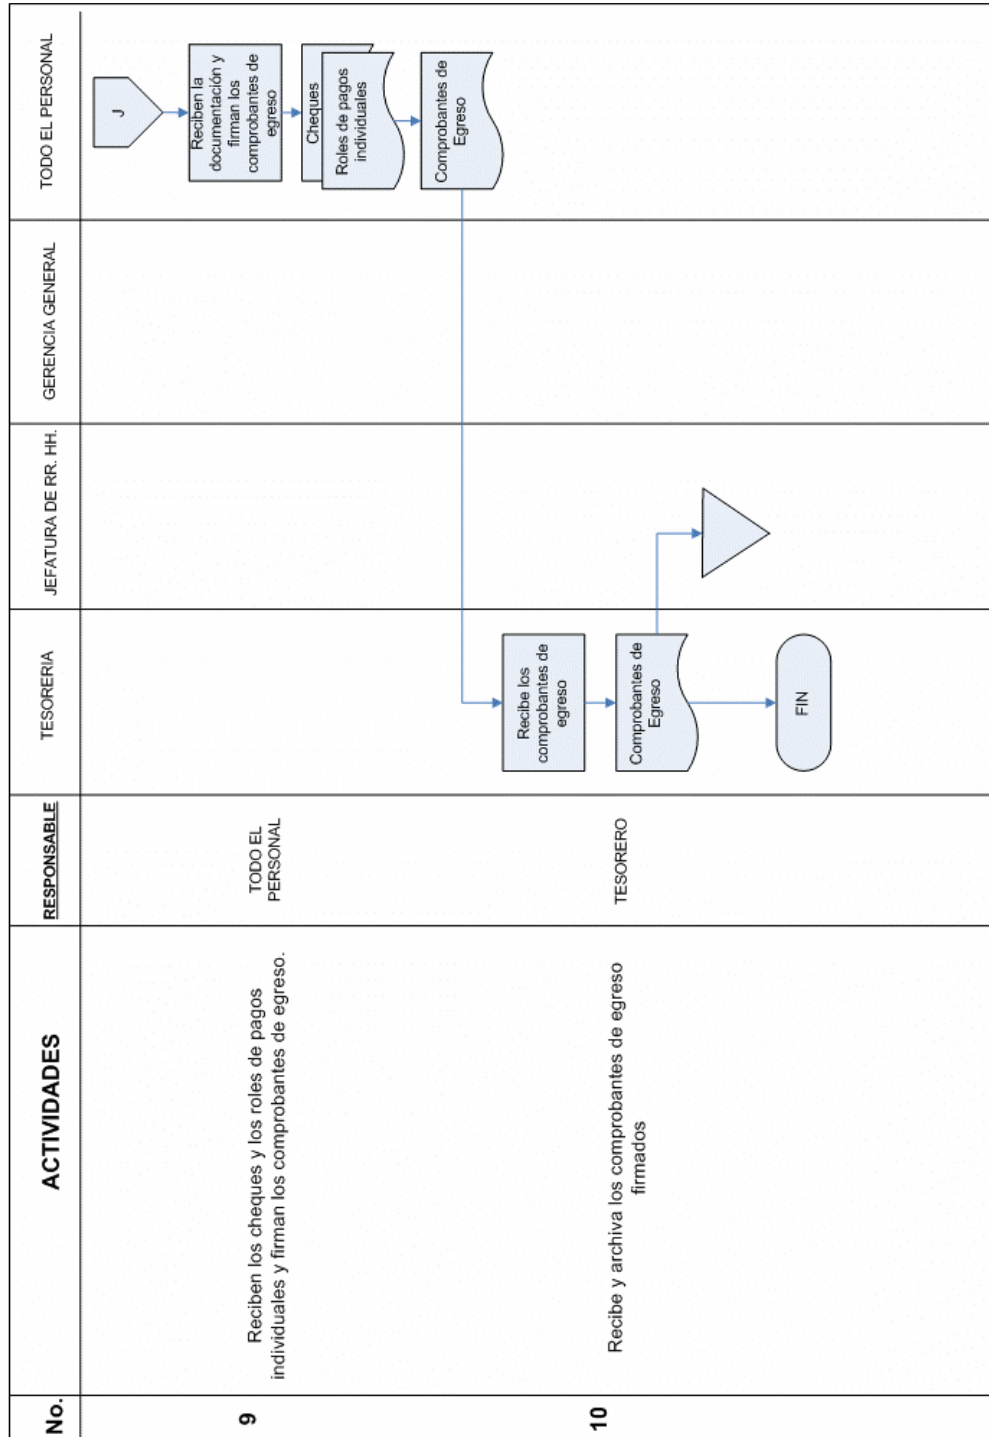 No.
ACTIVIDADES
RESPONSABLE
TESORERIA
JEFATURA DE RR. HH.
GERENCIA GENERAL
TODO EL PERSONAL
9
Reciben los cheques y los roles de pagos
individuales y firman los comprobantes de egreso.
TODO EL
PERSONAL
J
Reciben la
documentación y
firman los
comprobantes de
egreso
Cheques
Roles de pagos
individuales
Comprobantes de
Egreso
10
Recibe y archiva los comprobantes de egreso
firmados
TESORERO
Recibe los
comprobantes de
egreso
Comprobantes de
Egreso
FIN